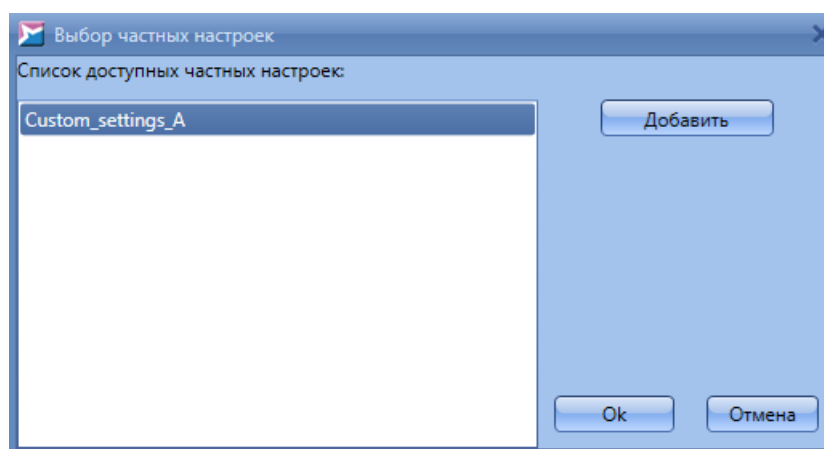 Выбор частных настроек
Список доступных частных настроек:
Custom_settings_A
Добавить
Ok
Отмена